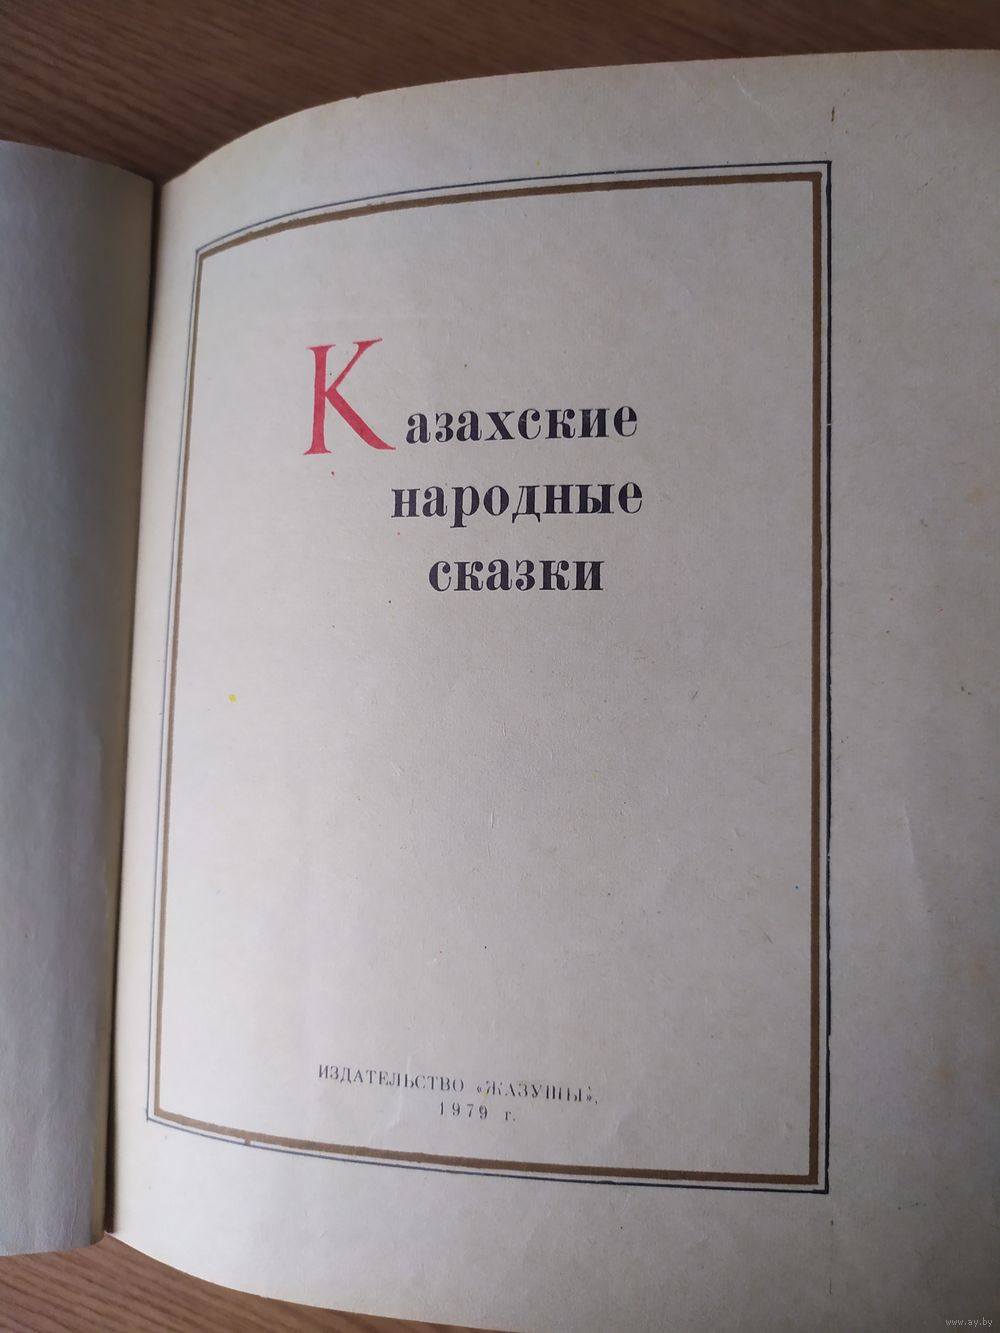 Казахские
народные
сказки
ИЗДАТЕЛЬСТВО «ЖАЗУШЫ»,
1979 г.
www.ay.by